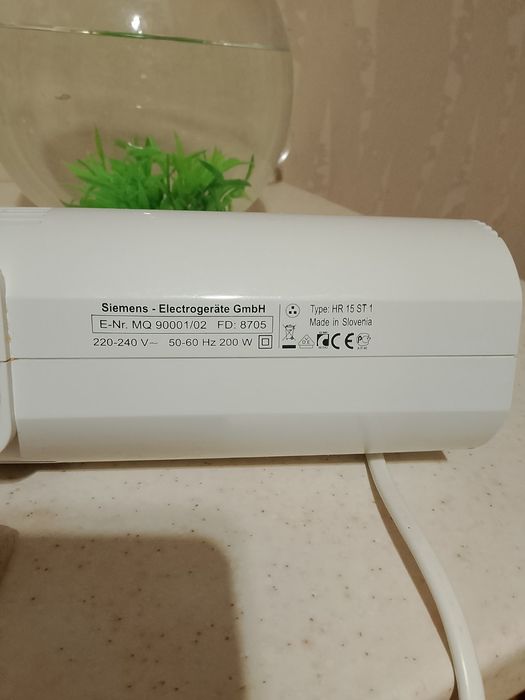 Siemens - Electrogeräte GmbH
E-Nr. MQ 90001/02 FD: 8705
220-240 V~ 50-60 Hz 200 W
Type: HR 15 ST 1
Made in Slovenia
CE